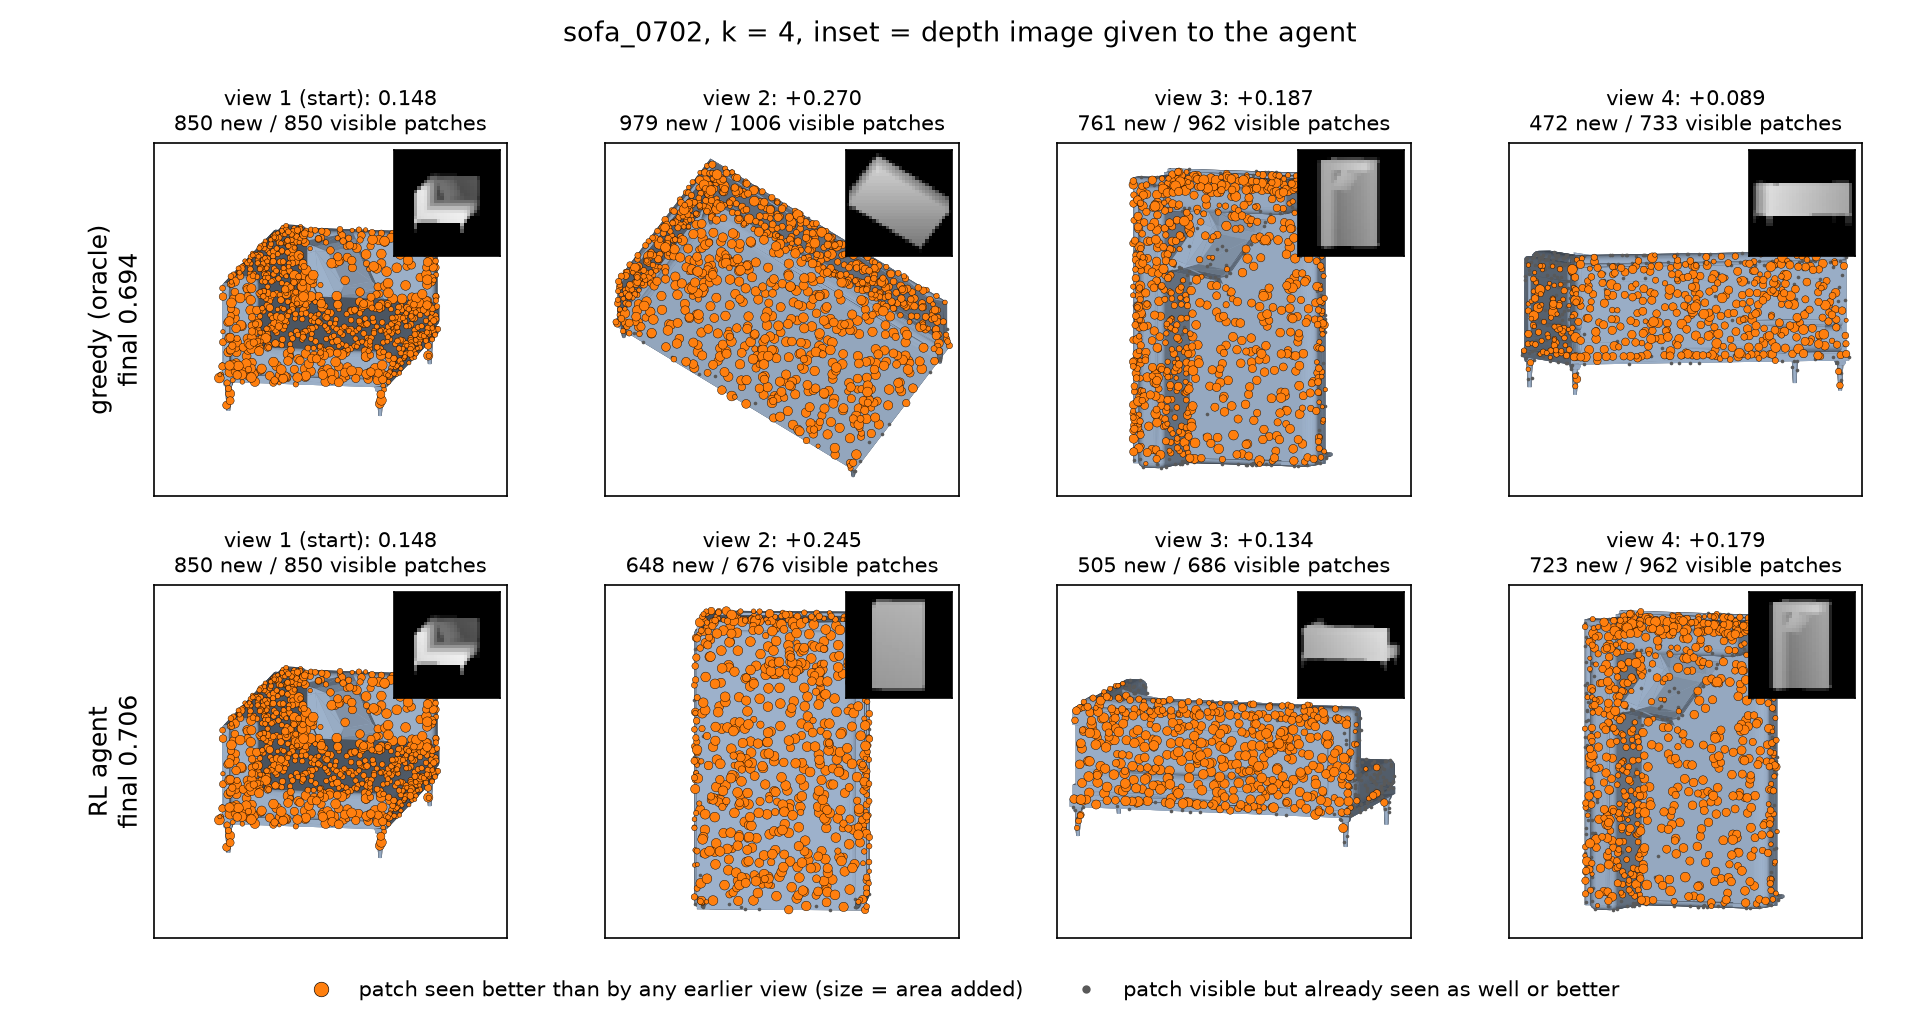 sofa_0702, k = 4, inset = depth image given to the agent
view 1 (start): 0.148
850 new / 850 visible patches
view 2: +0.270
979 new / 1006 visible patches
view 3: +0.187
761 new / 962 visible patches
view 4: +0.089
472 new / 733 visible patches
greedy (oracle)
final 0.694
view 1 (start): 0.148
850 new / 850 visible patches
view 2: +0.245
648 new / 676 visible patches
view 3: +0.134
505 new / 686 visible patches
view 4: +0.179
723 new / 962 visible patches
RL agent
final 0.706
patch seen better than by any earlier view (size = area added)
patch visible but already seen as well or better